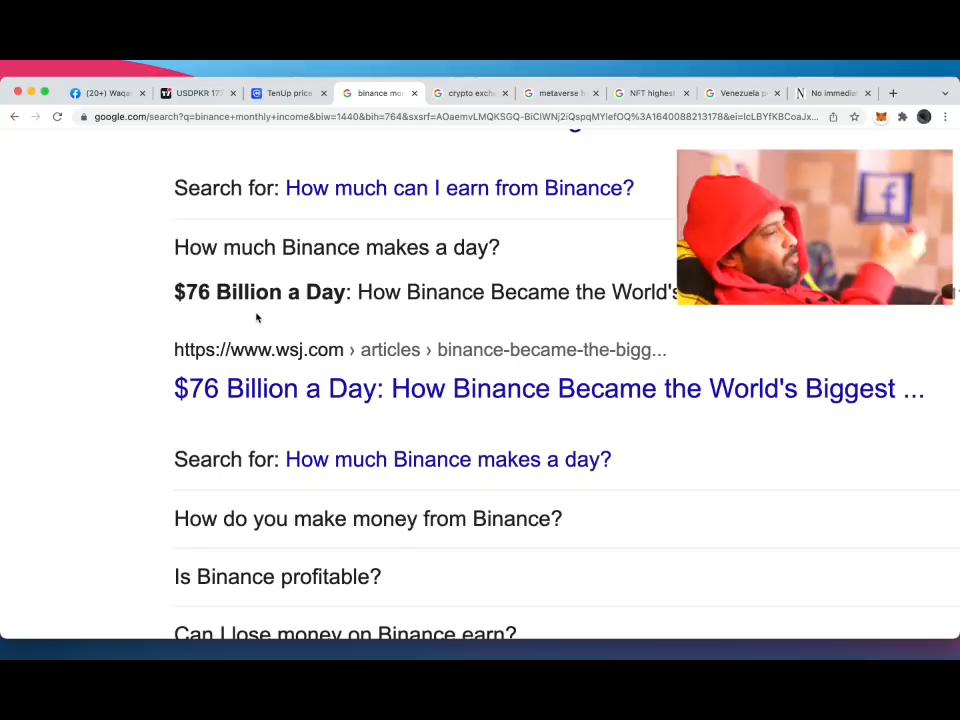 (20+) Waqa
USDPKR 177
TenUp price
binance mo
crypto exch
metaverse h
NFT highest
Venezuela p
No immedia
google.com/search?q=binance+monthly+income&biw=1440&bih=764&sxsrf=AOaemvLMQKSGQ-BiClWNj2iQspqMYlefOQ%3A1640088213178&ei=lcLBYfKBCoaJx...
Search for: How much can I earn from Binance?
How much Binance makes a day?
$76 Billion a Day: How Binance Became the World's
https://www.wsj.com › articles › binance-became-the-bigg...
$76 Billion a Day: How Binance Became the World's Biggest ...
Search for: How much Binance makes a day?
How do you make money from Binance?
Is Binance profitable?
Can I lose money on Binance earn?